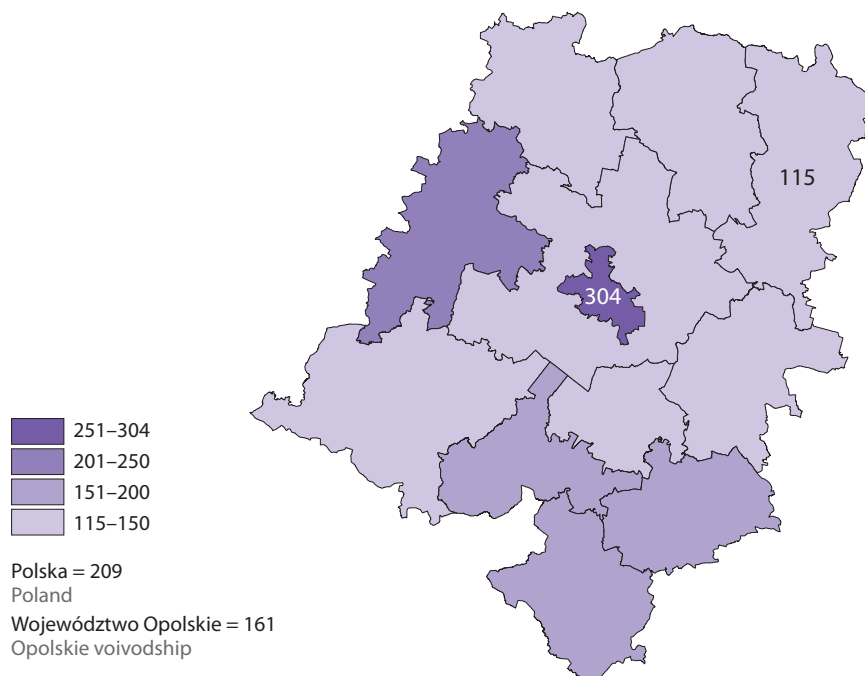 115
304
251–304
201–250
151–200
115–150
Polska = 209
Poland
Województwo Opolskie = 161
Opolskie voivodship